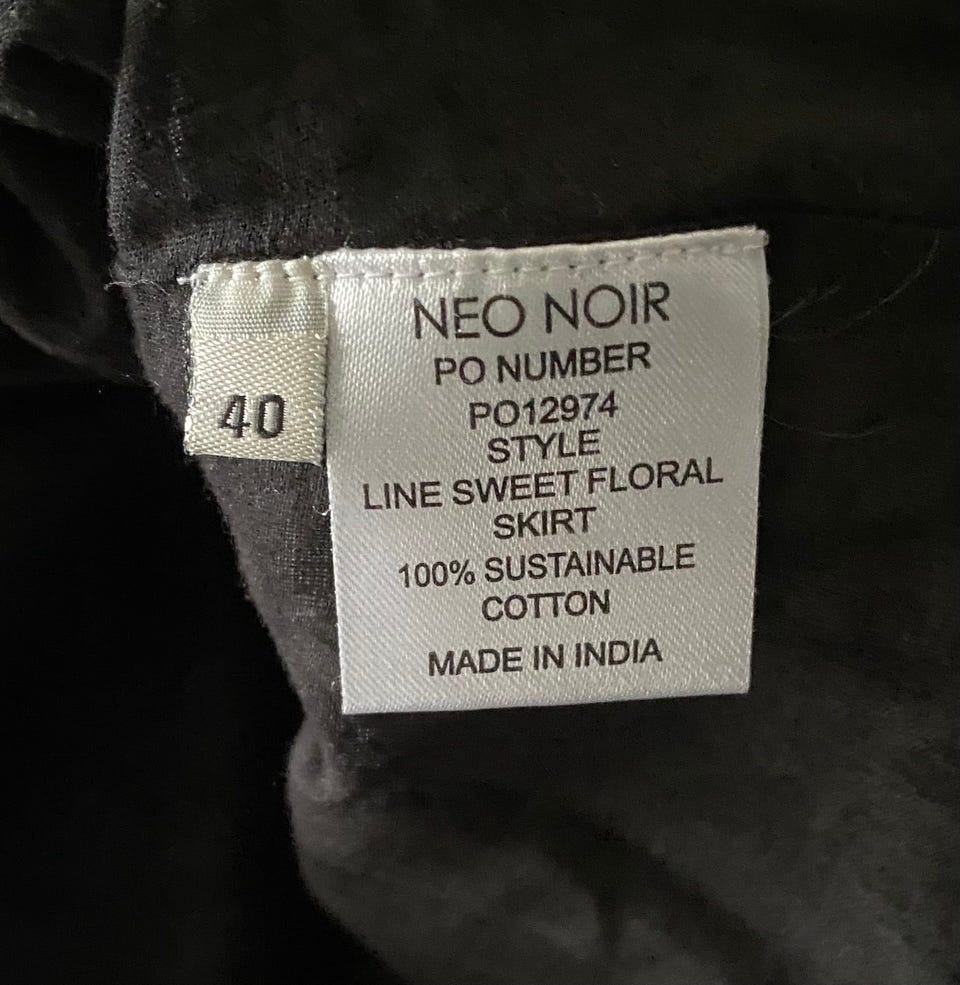 40
NEO NOIR
PO NUMBER
PO12974
STYLE
LINE SWEET FLORAL
SKIRT
100% SUSTAINABLE
COTTON
MADE IN INDIA